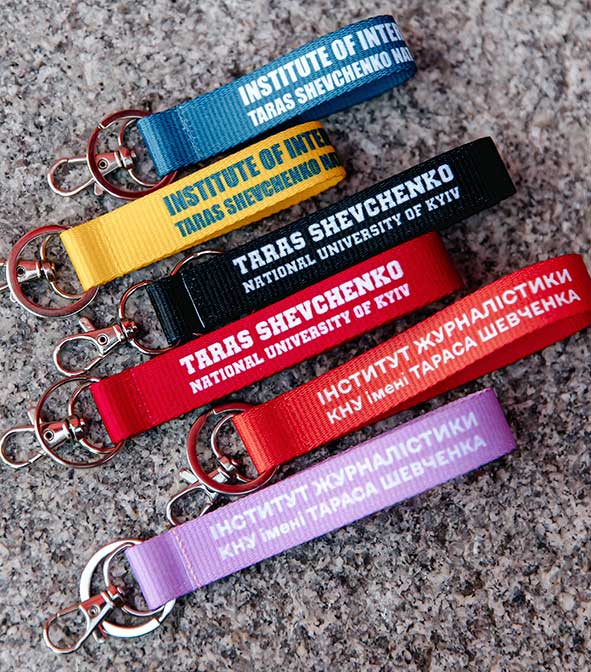 INSTITUTE OF
TARAS SHEVCHENKO
INSTITUTE OF
TARAS SHEVCHENKO
TARAS SHEVCHENKO
NATIONAL UNIVERSITY OF KYIV
TARAS SHEVCHENKO
NATIONAL UNIVERSITY OF KYIV
ІНСТИТУТ ЖУРНАЛІСТИКИ
КНУ імені ТАРАСА ШЕВЧЕНКА
ІНСТИТУТ ЖУРНАЛІСТИКИ
КНУ імені ТАРАСА ШЕВЧЕНКА